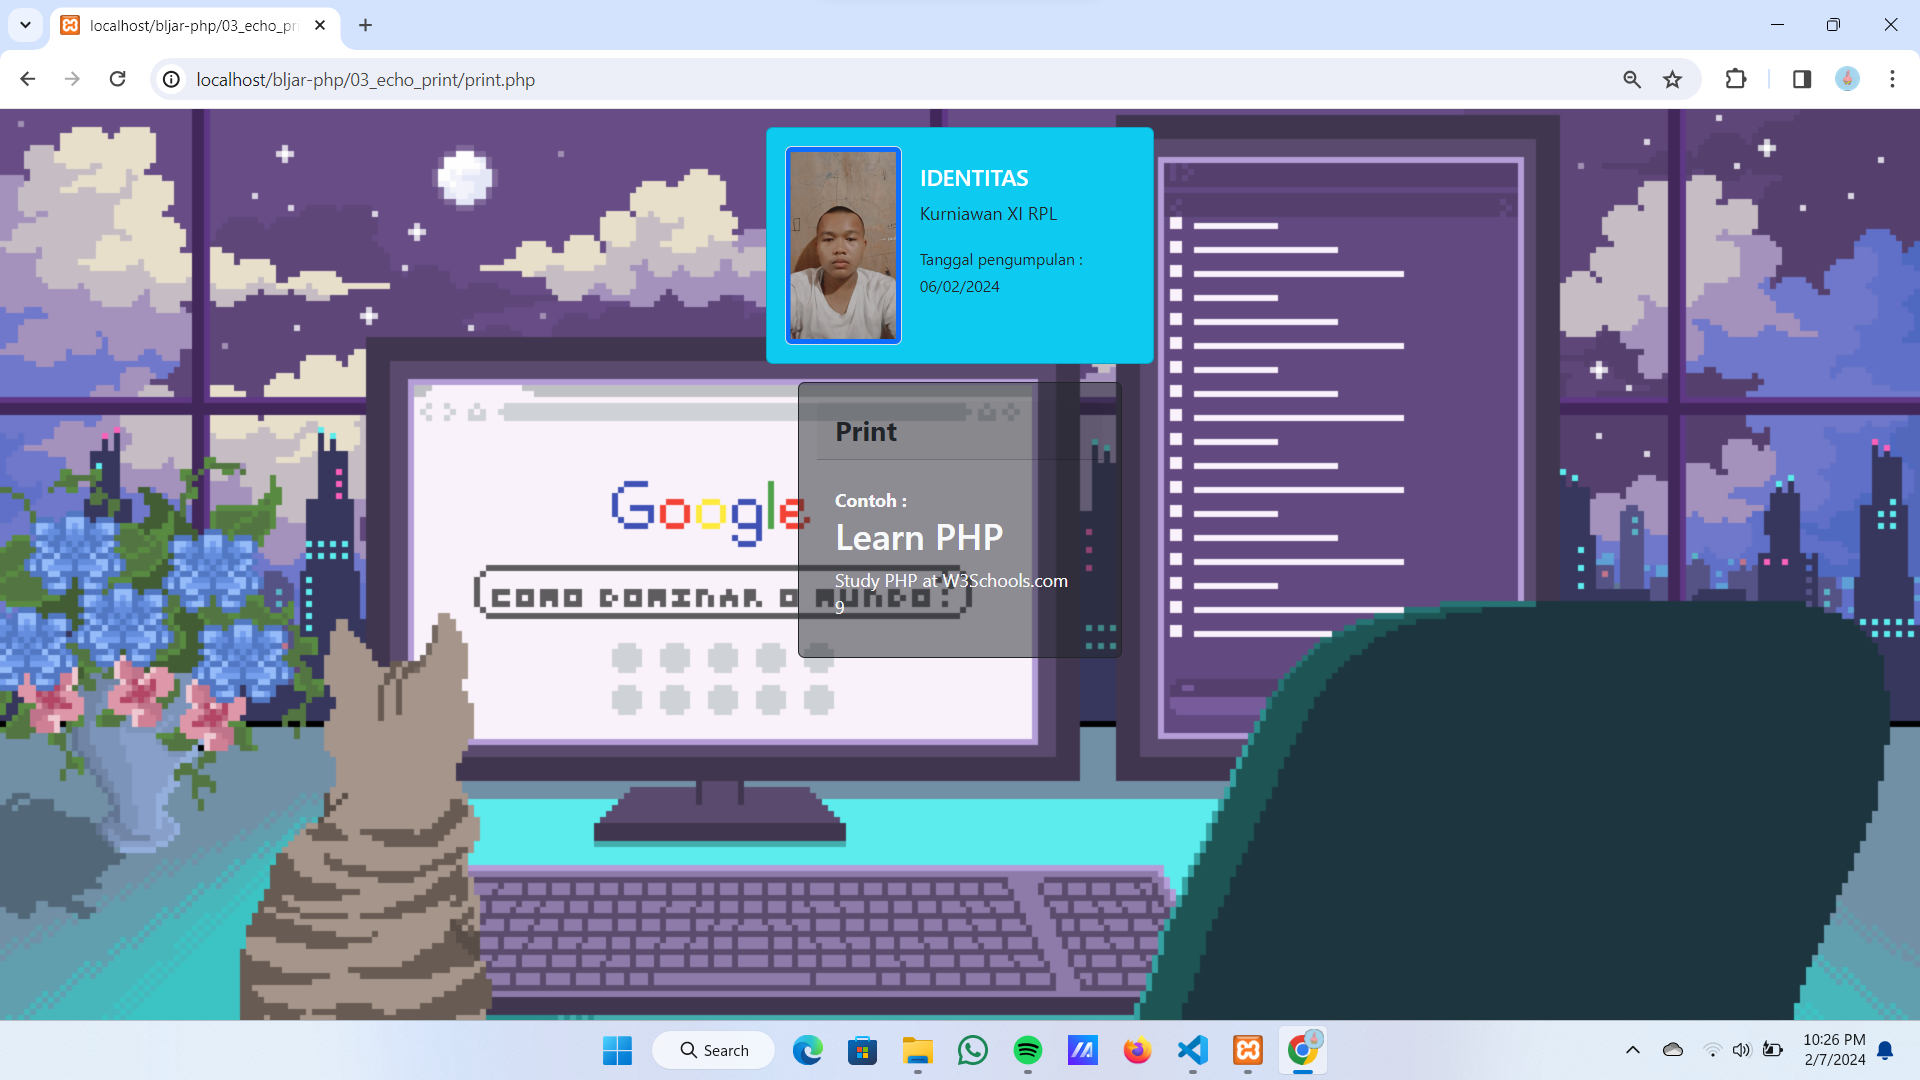 localhost/bljar-php/03_echo_pri
localhost/bljar-php/03_echo_print/print.php
IDENTITAS
Kurniawan XI RPL
Tanggal pengumpulan :
06/02/2024
Print
Contoh :
Learn PHP
Study PHP at W3Schools.com
9
Google
COMO DOMINAR O MUNDO?
Search
10:26 PM
2/7/2024